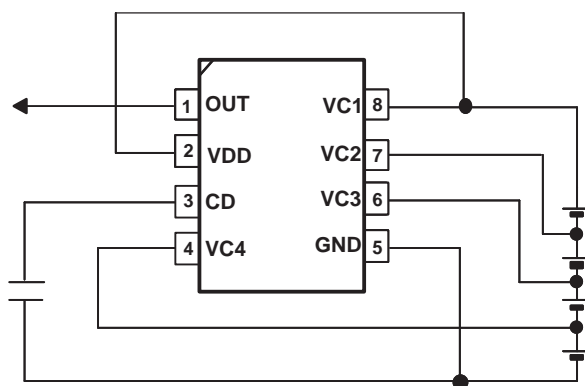 1 OUT VC1 8
2 VDD VC2 7
3 CD VC3 6
4 VC4 GND 5